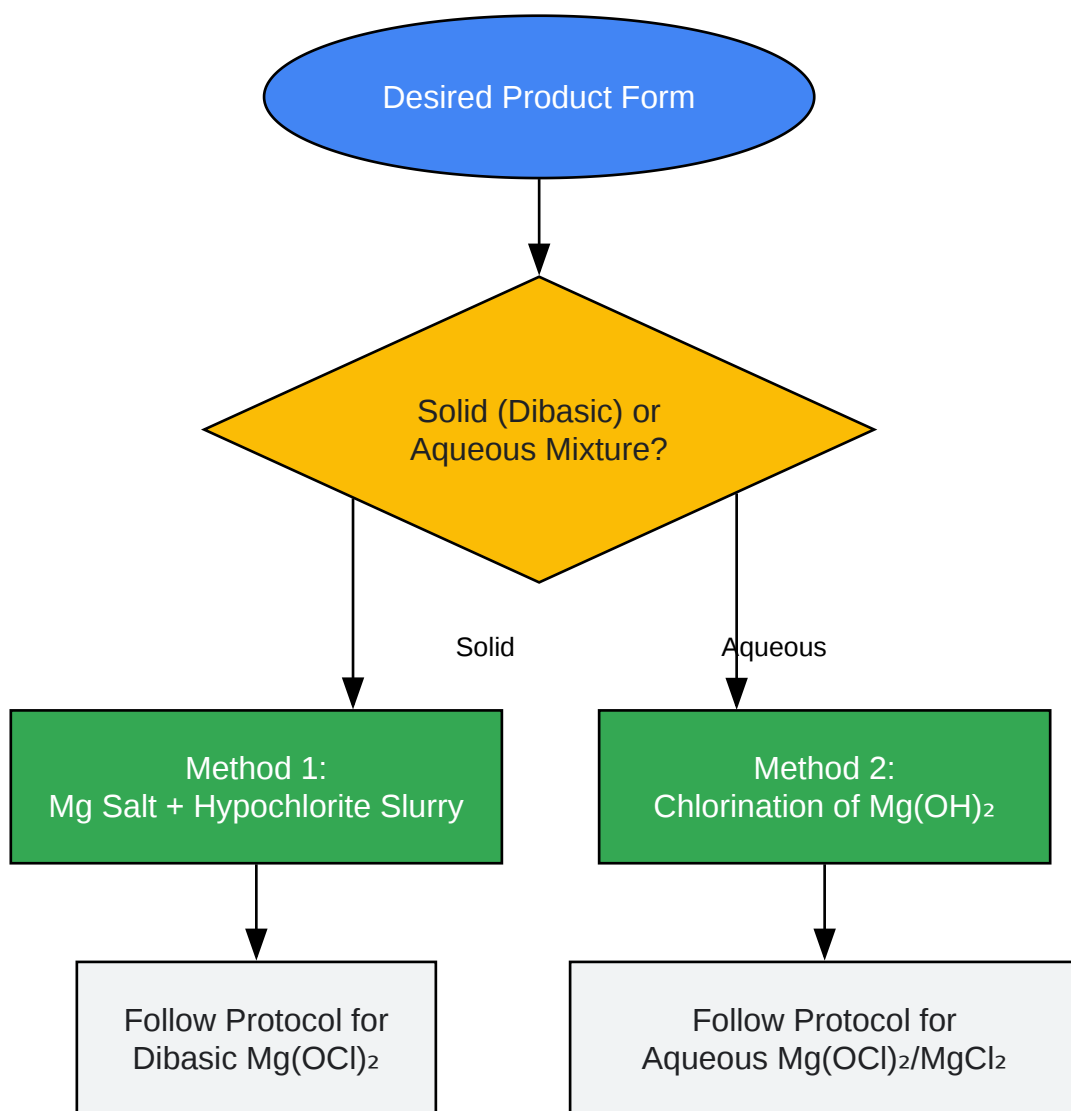 Desired Product Form
Solid (Dibasic) or
Aqueous Mixture?
Solid
Aqueous
Method 1:
Mg Salt + Hypochlorite Slurry
Method 2:
Chlorination of Mg(OH)₂
Follow Protocol for
Dibasic Mg(OCl)₂
Follow Protocol for
Aqueous Mg(OCl)₂/MgCl₂